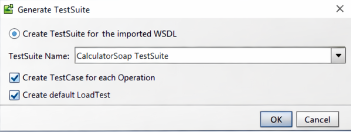 Generate TestSuite
Create TestSuite for the imported WSDL
TestSuite Name: CalculatorSoap TestSuite
Create TestCase for each Operation
Create default LoadTest
OK Cancel